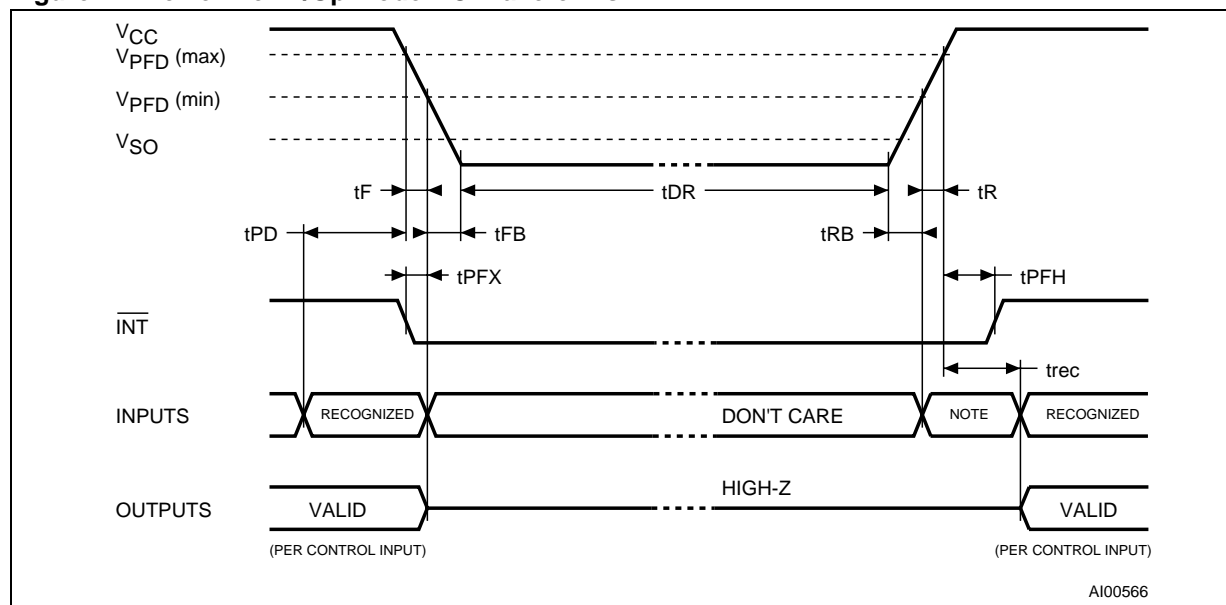 VCC
VPFD (max)
VPFD (min)
VSO
tF
tDR
tR
tPD
tFB
tRB
tPFX
tPFH
INT
trec
INPUTS
RECOGNIZED
DON'T CARE
NOTE
RECOGNIZED
HIGH-Z
OUTPUTS
VALID
VALID
(PER CONTROL INPUT)
(PER CONTROL INPUT)
AI00566